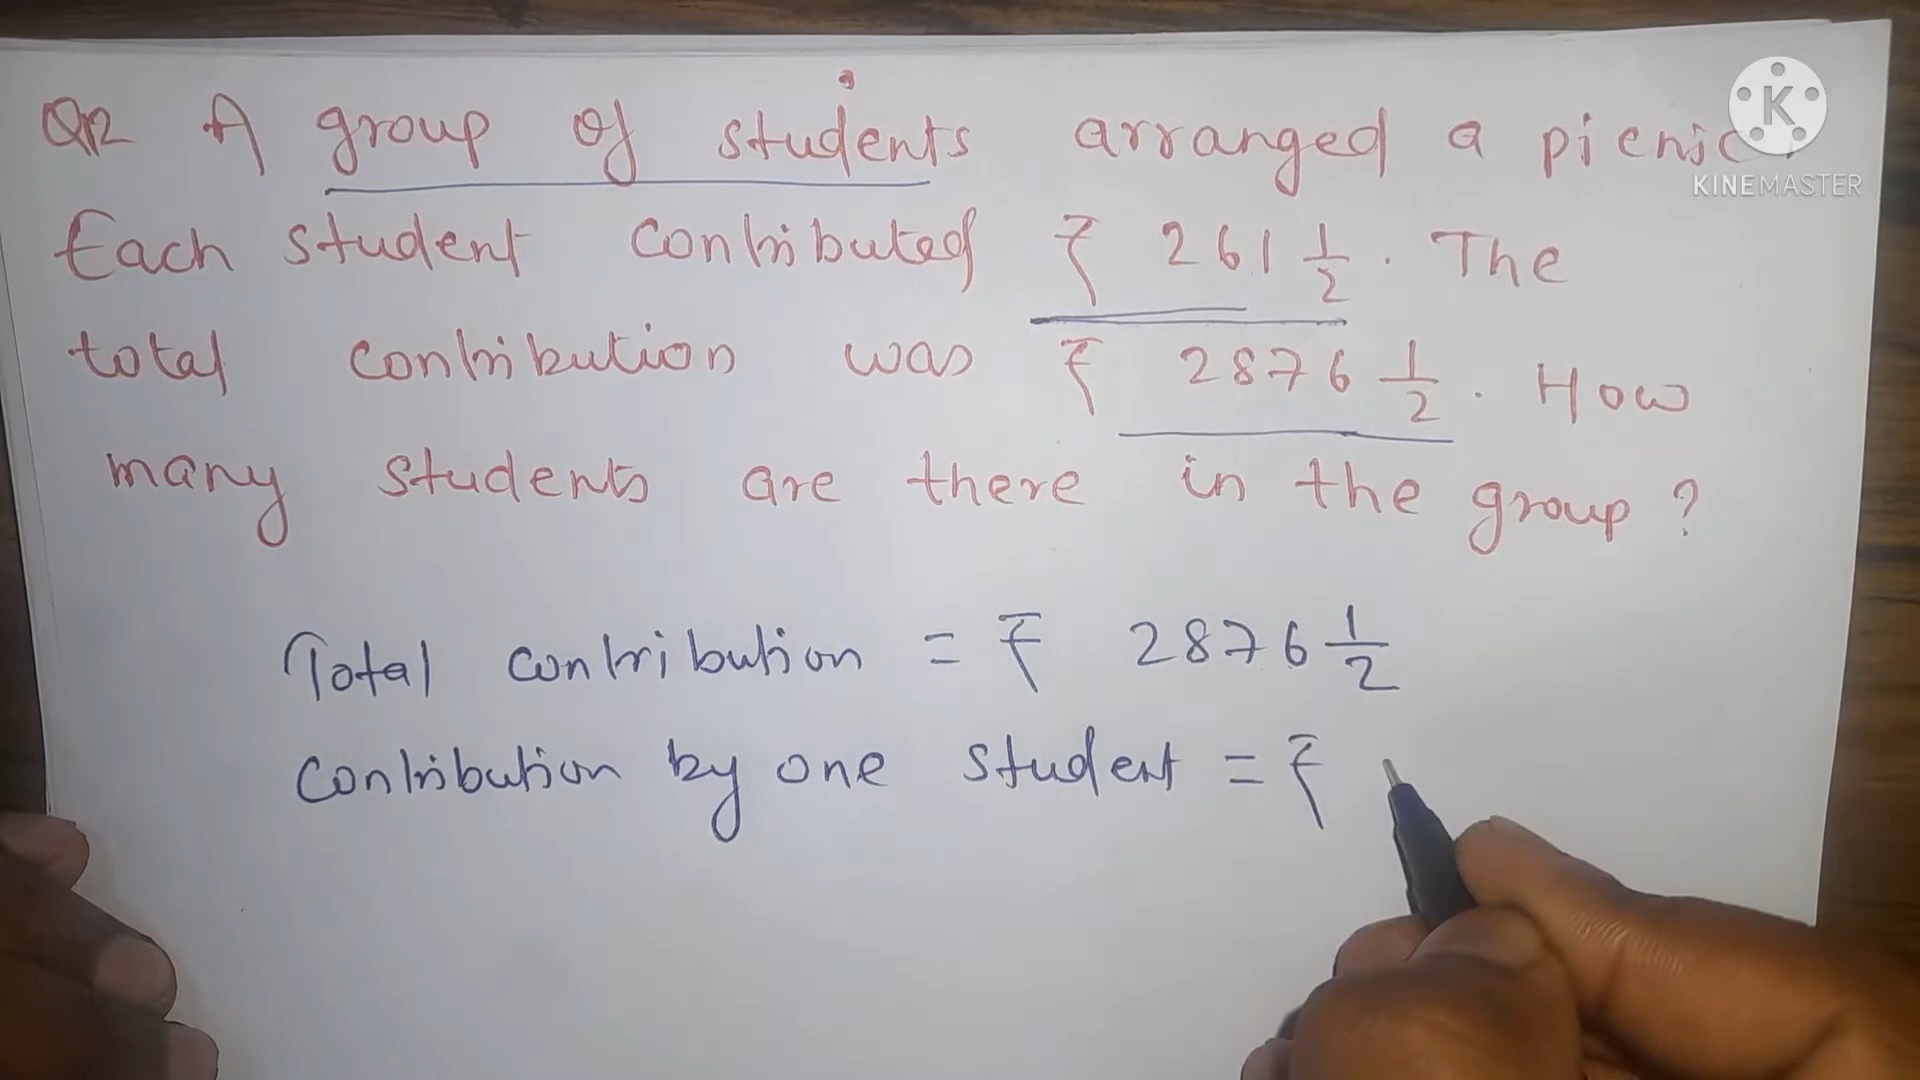 Q12 A group of students arranged a picnic.
Each student contributed ₹ 261 1/2. The
total contribution was ₹ 2876 1/2. How
many students are there in the group?
Total contribution = ₹ 2876 1/2
Contribution by one student = ₹
K
KINEMASTER